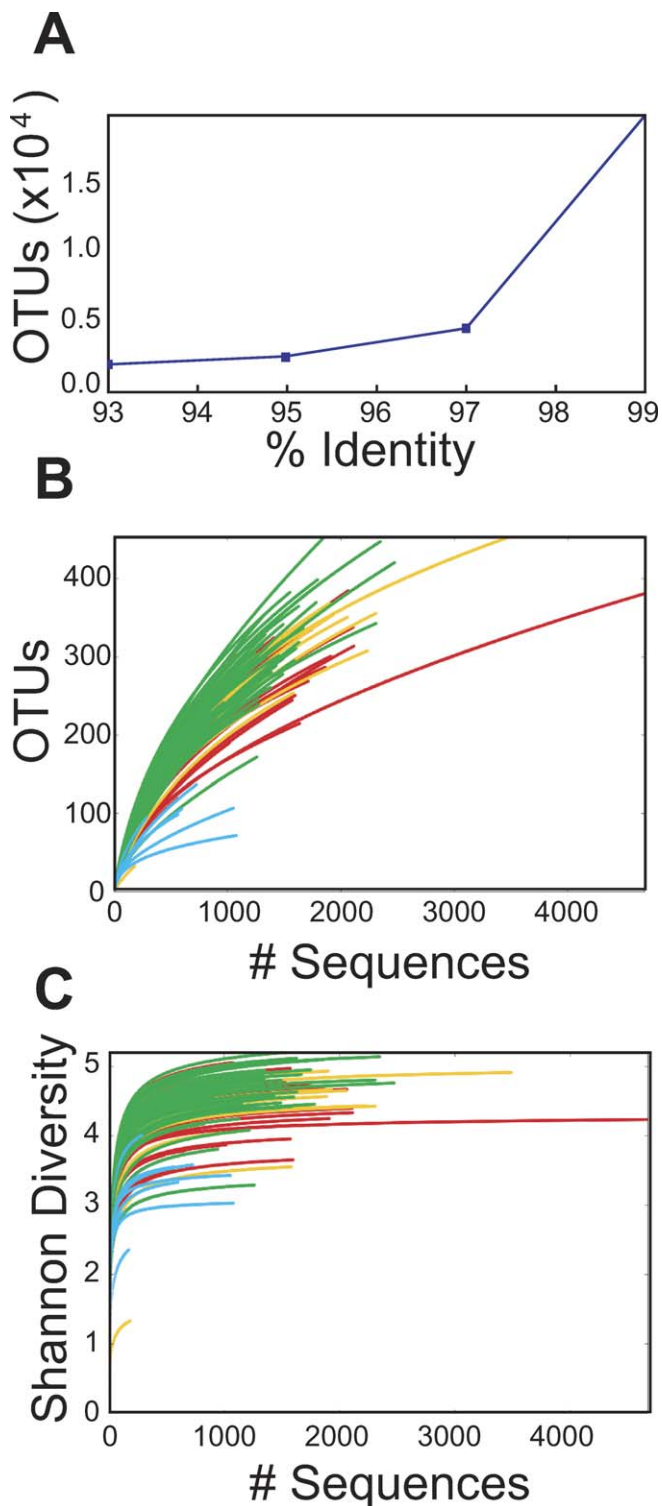 A
OTUs (x10⁴)
1.5
1.0
0.5
0.0
93 94 95 96 97 98 99
% Identity
B
OTUs
400
300
200
100
0
0 1000 2000 3000 4000
# Sequences
C
Shannon Diversity
5
4
3
2
1
0
0 1000 2000 3000 4000
# Sequences